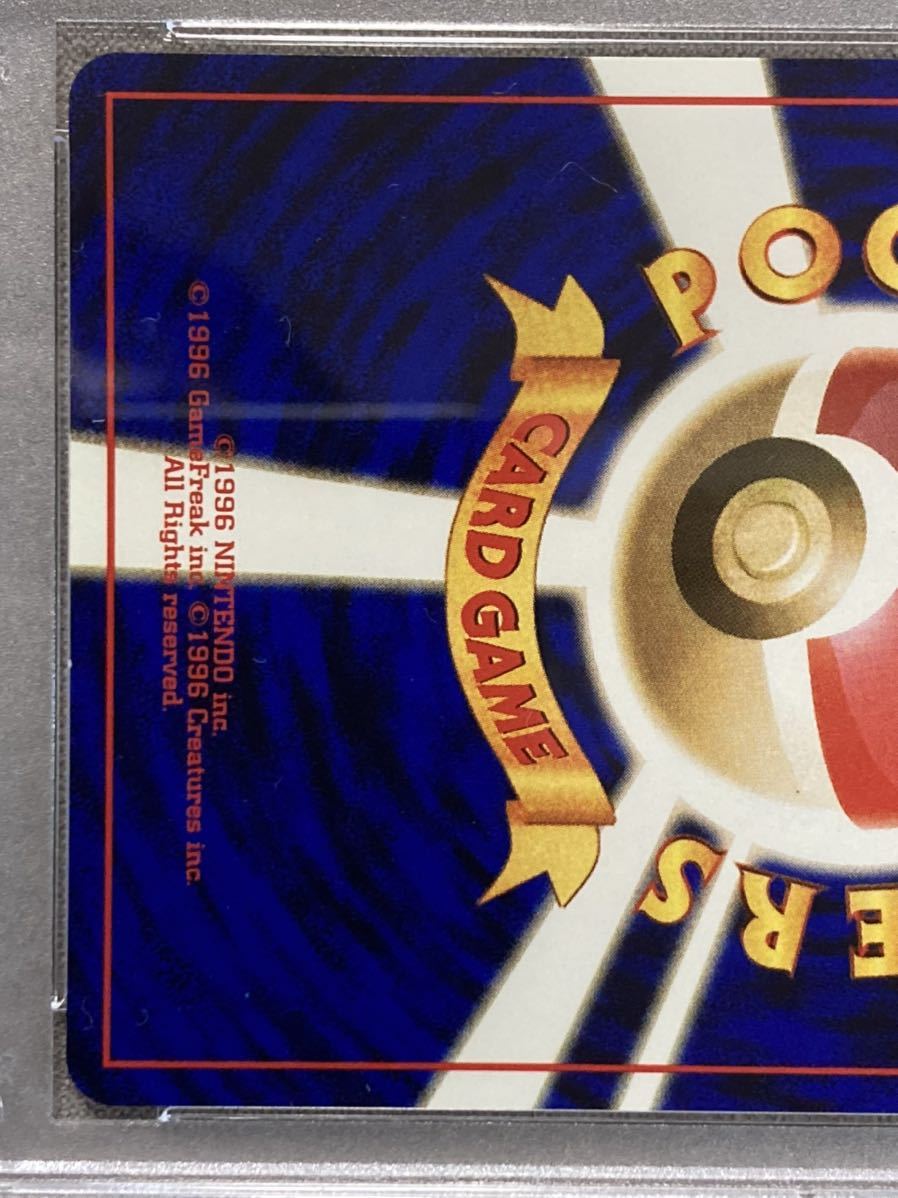 POC
CARD GAME
ERS
©1996 NINTENDO inc.
©1996 GameFreak inc. ©1996 Creatures inc.
All Rights reserved.